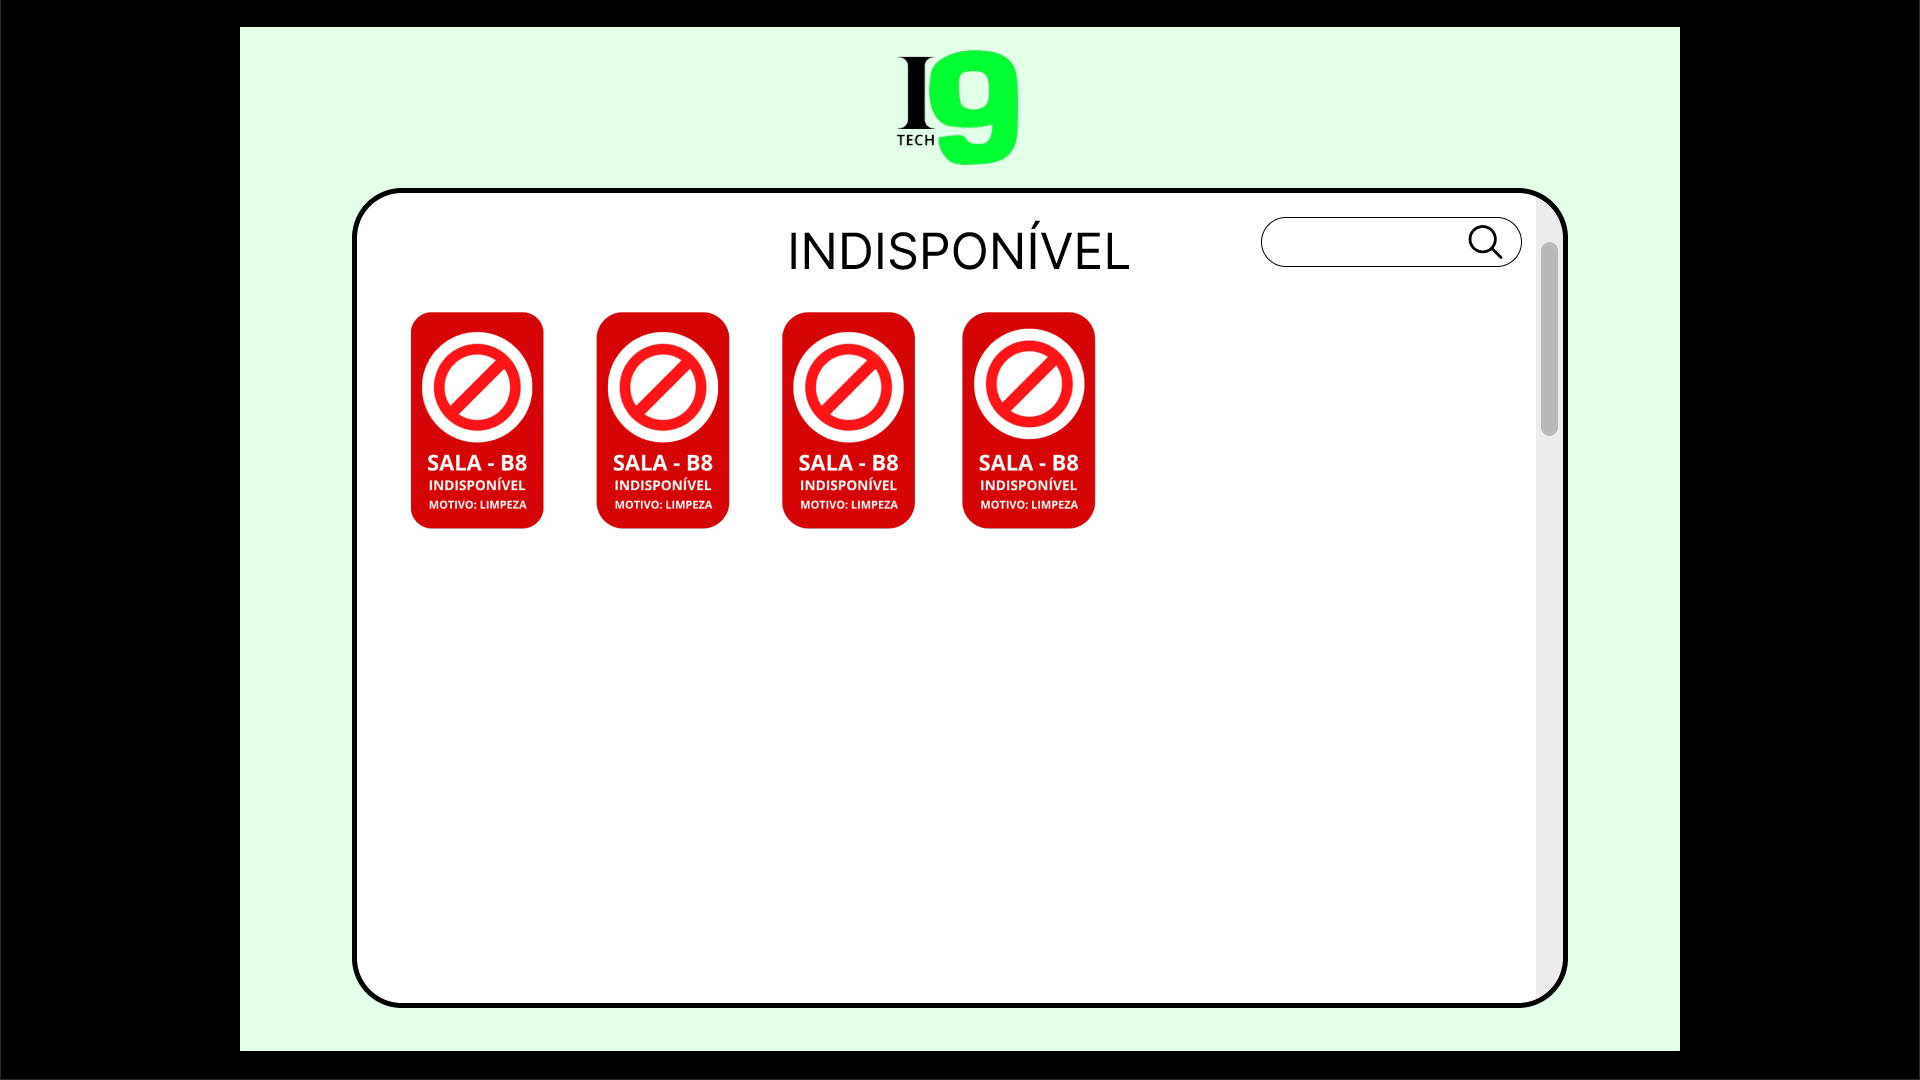 I9
TECH
INDISPONÍVEL
SALA - B8
INDISPONÍVEL
MOTIVO: LIMPEZA
SALA - B8
INDISPONÍVEL
MOTIVO: LIMPEZA
SALA - B8
INDISPONÍVEL
MOTIVO: LIMPEZA
SALA - B8
INDISPONÍVEL
MOTIVO: LIMPEZA